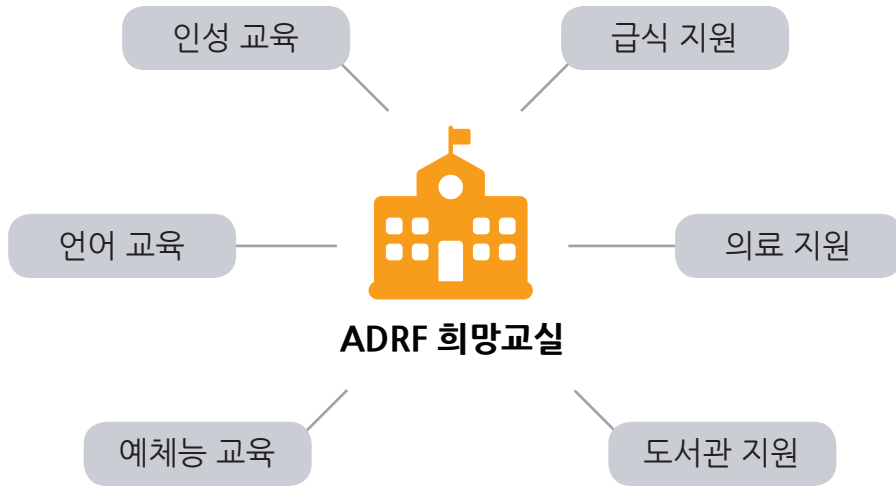 인성 교육
급식 지원
언어 교육
의료 지원
ADRF 희망교실
예체능 교육
도서관 지원